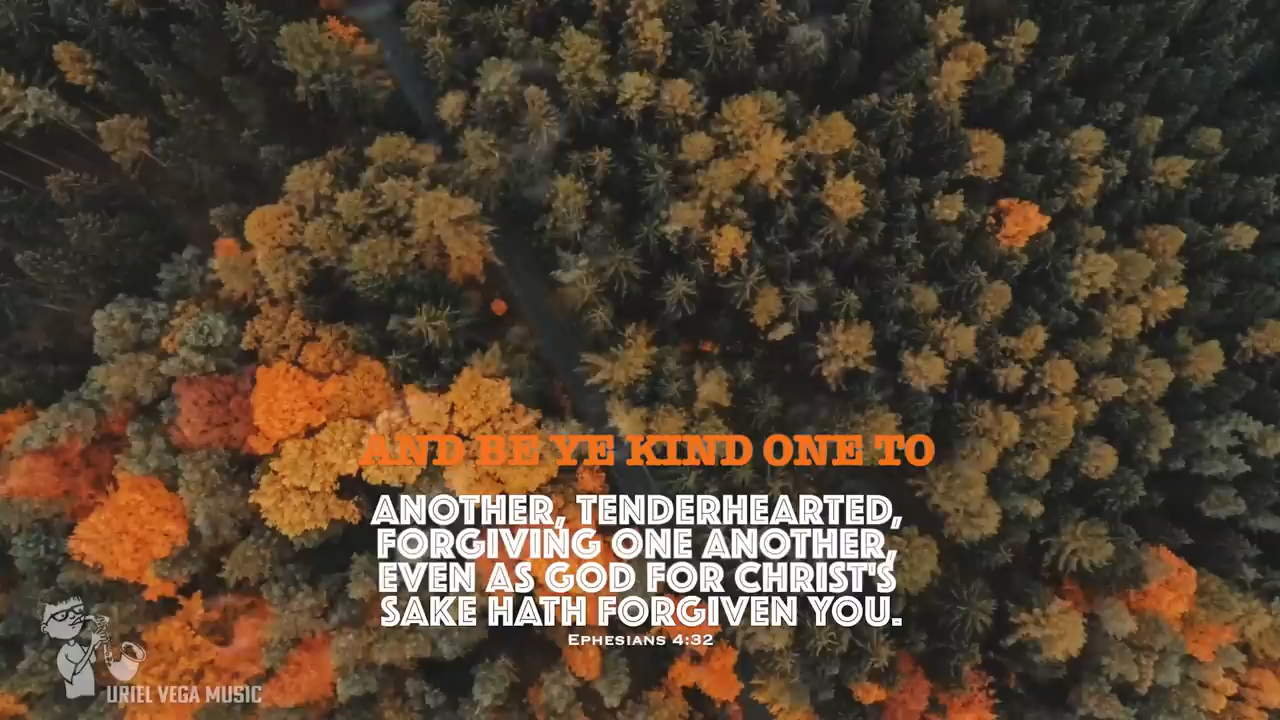 AND BE YE KIND ONE TO
ANOTHER, TENDERHEARTED,
FORGIVING ONE ANOTHER,
EVEN AS GOD FOR CHRIST'S
SAKE HATH FORGIVEN YOU.
EPHESIANS 4:32
URIEL VEGA MUSIC